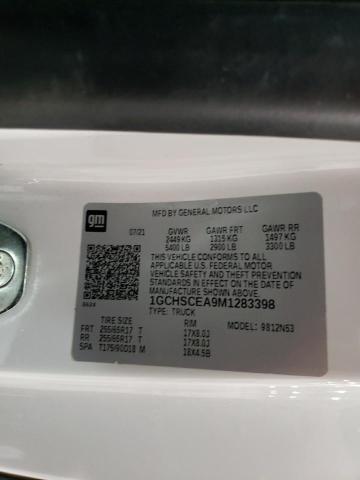 gm
MFD BY GENERAL MOTORS LLC
07/21 GVWR GAWR FRT GAWR RR
2449 KG 1315 KG 1497 KG
5400 LB 2900 LB 3300 LB
THIS VEHICLE CONFORMS TO ALL
APPLICABLE U.S. FEDERAL MOTOR
VEHICLE SAFETY AND THEFT PREVENTION
STANDARDS IN EFFECT ON THE DATE OF
MANUFACTURE SHOWN ABOVE.
1GCHSCEA9M1283398
TYPE: TRUCK
TIRE SIZE RIM MODEL: 9812N53
FRT 255/65R17 T 17X8.0J
RR 255/65R17 T 17X8.0J
SPA T175/90D18 M 18X4.5B